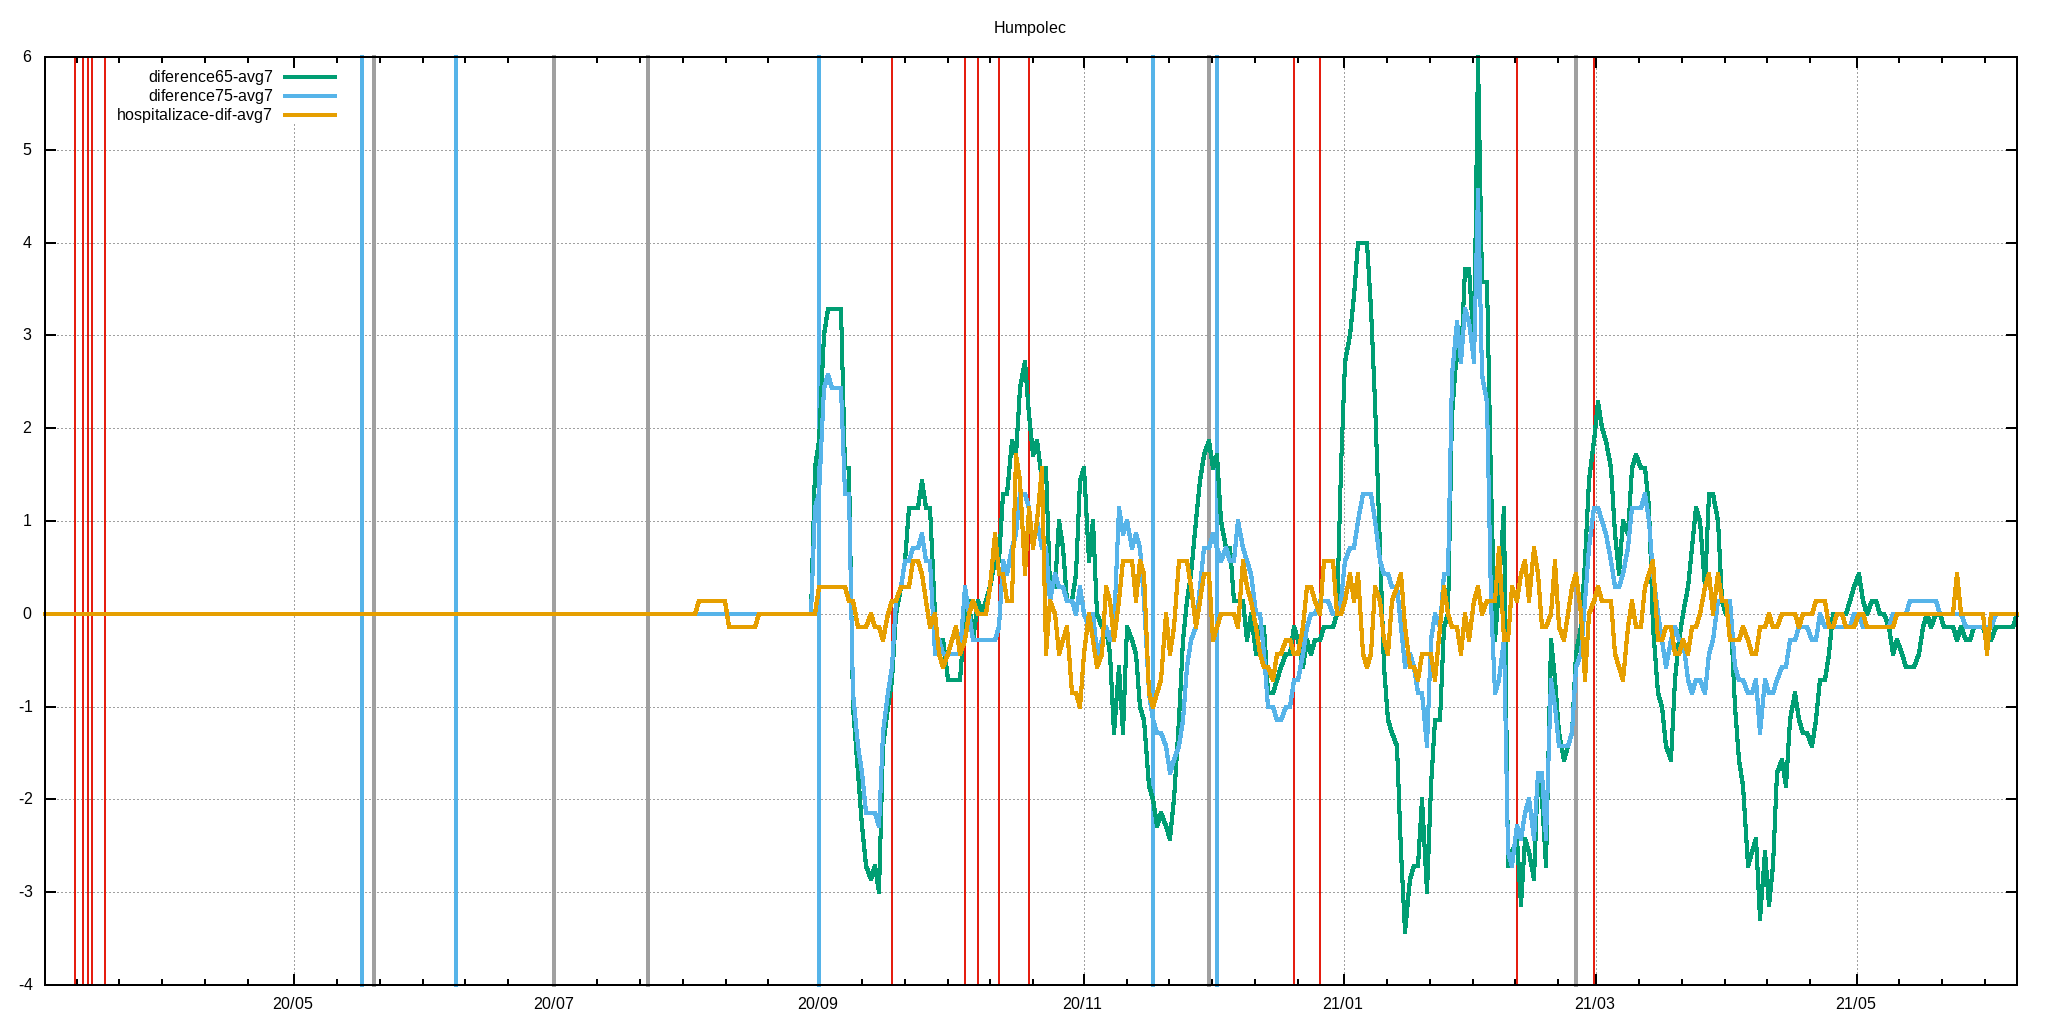 Humpolec
6
diference65-avg7
diference75-avg7
hospitalizace-dif-avg7
5
4
3
2
1
0
-1
-2
-3
-4
20/05 20/07 20/09 20/11 21/01 21/03 21/05